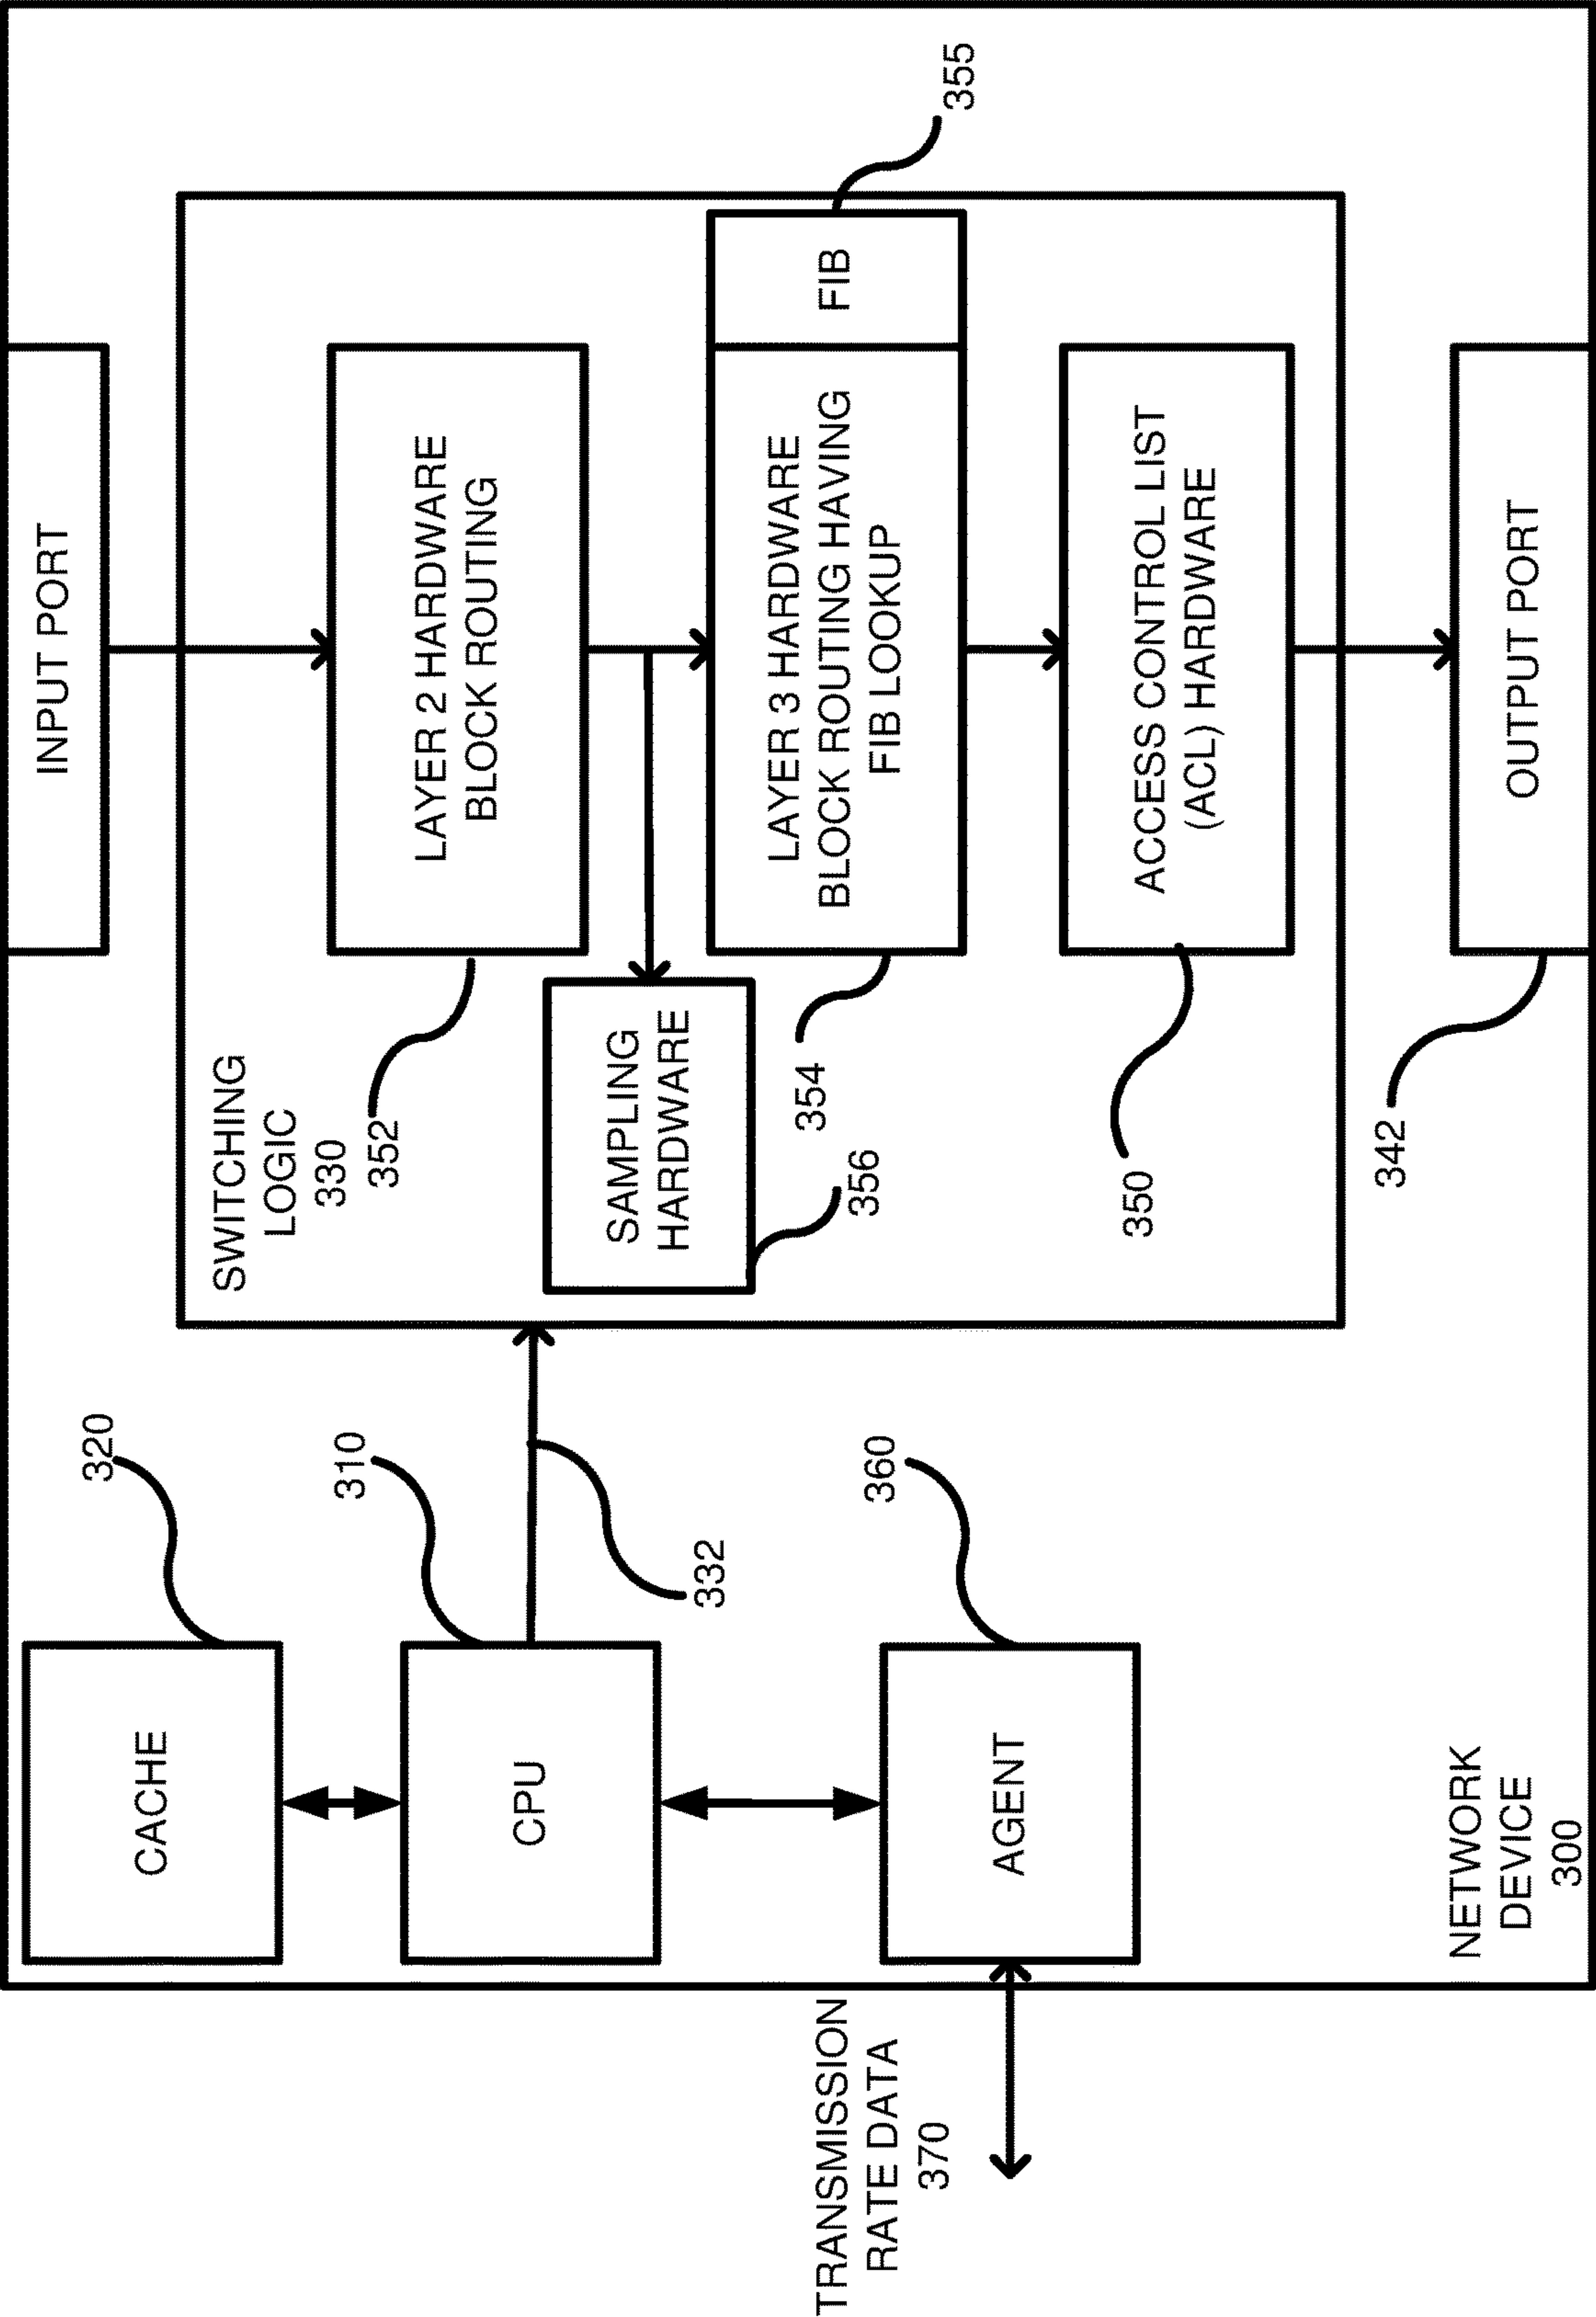 TRANSMISSION
RATE DATA
370
NETWORK
DEVICE
300
CACHE
320
CPU
310
332
AGENT
360
SWITCHING
LOGIC
330
INPUT PORT
LAYER 2 HARDWARE
BLOCK ROUTING
352
SAMPLING
HARDWARE
356
LAYER 3 HARDWARE
BLOCK ROUTING HAVING
FIB LOOKUP
354
FIB
355
ACCESS CONTROL LIST
(ACL) HARDWARE
350
OUTPUT PORT
342